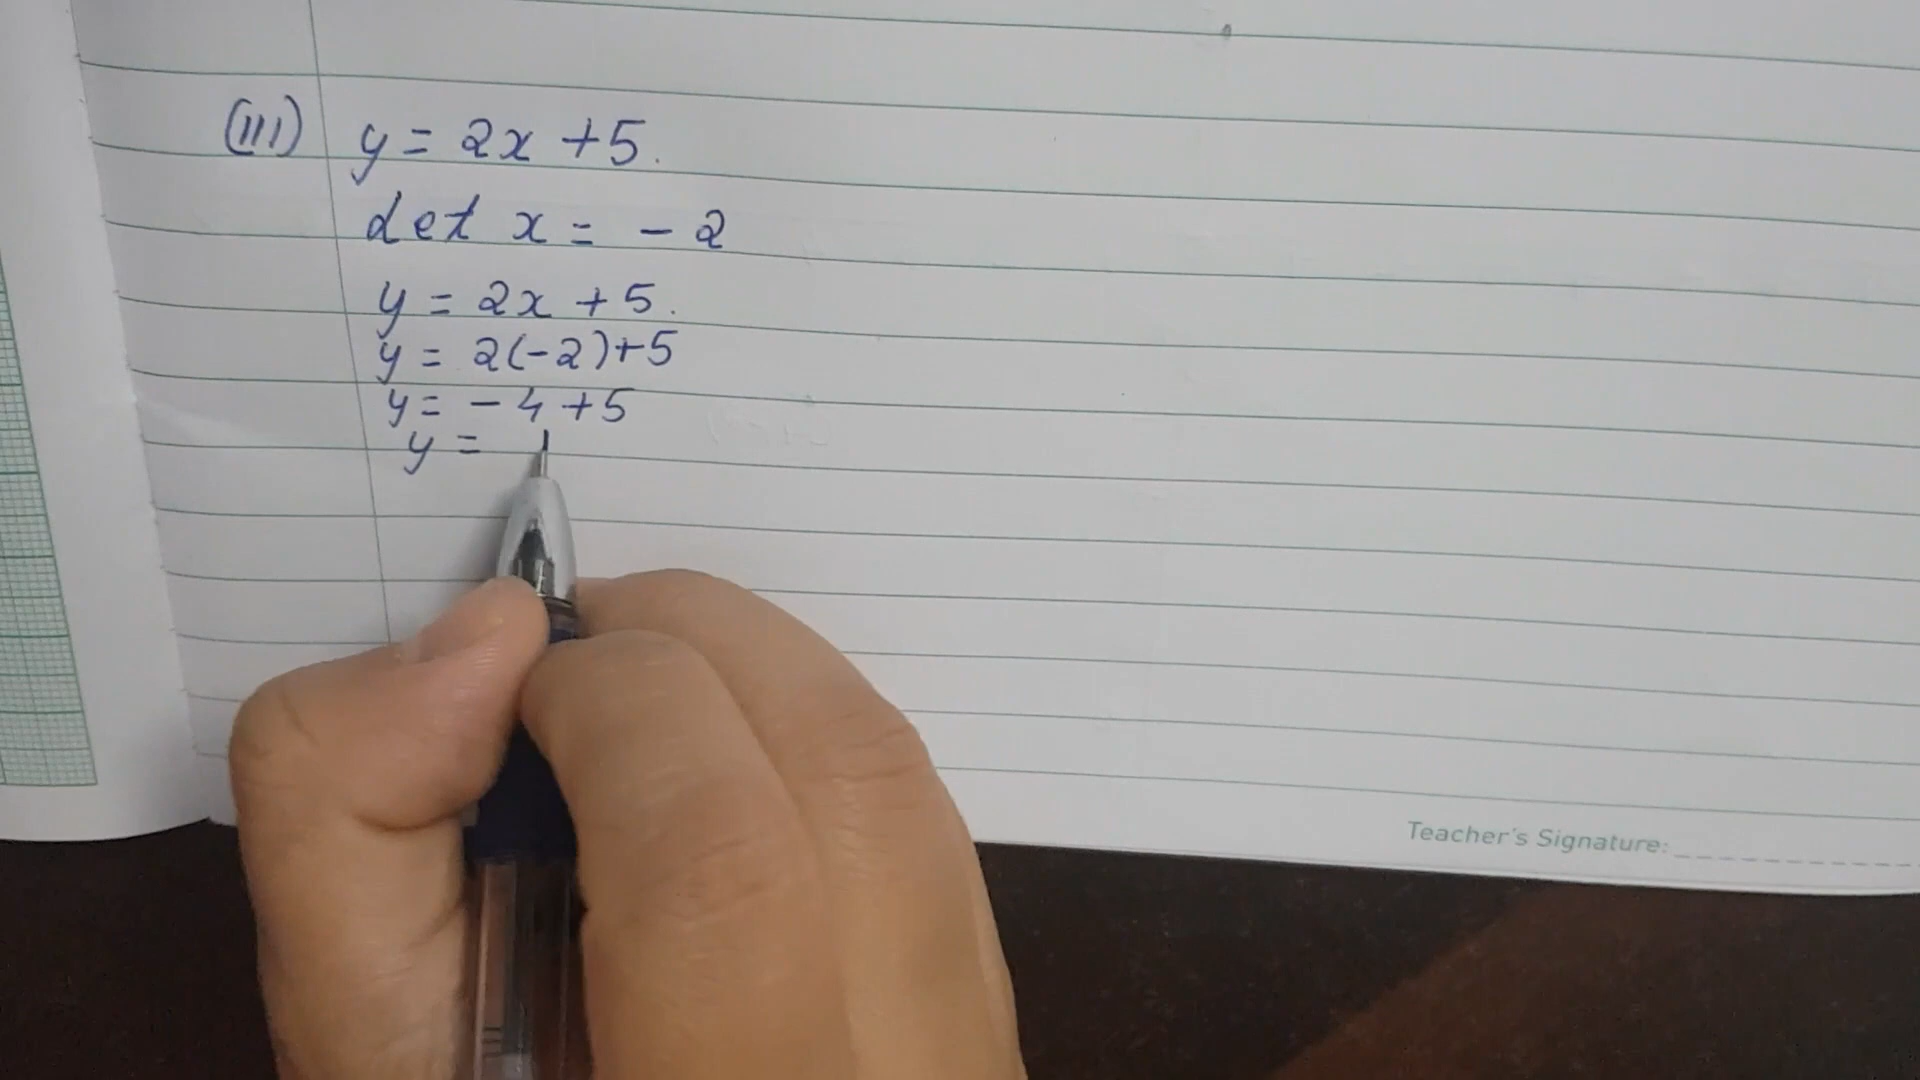 (III) y = 2x +5.
Let x = - 2
y = 2x + 5.
y = 2(-2)+5
y = - 4 +5
y = 1
Teacher's Signature: